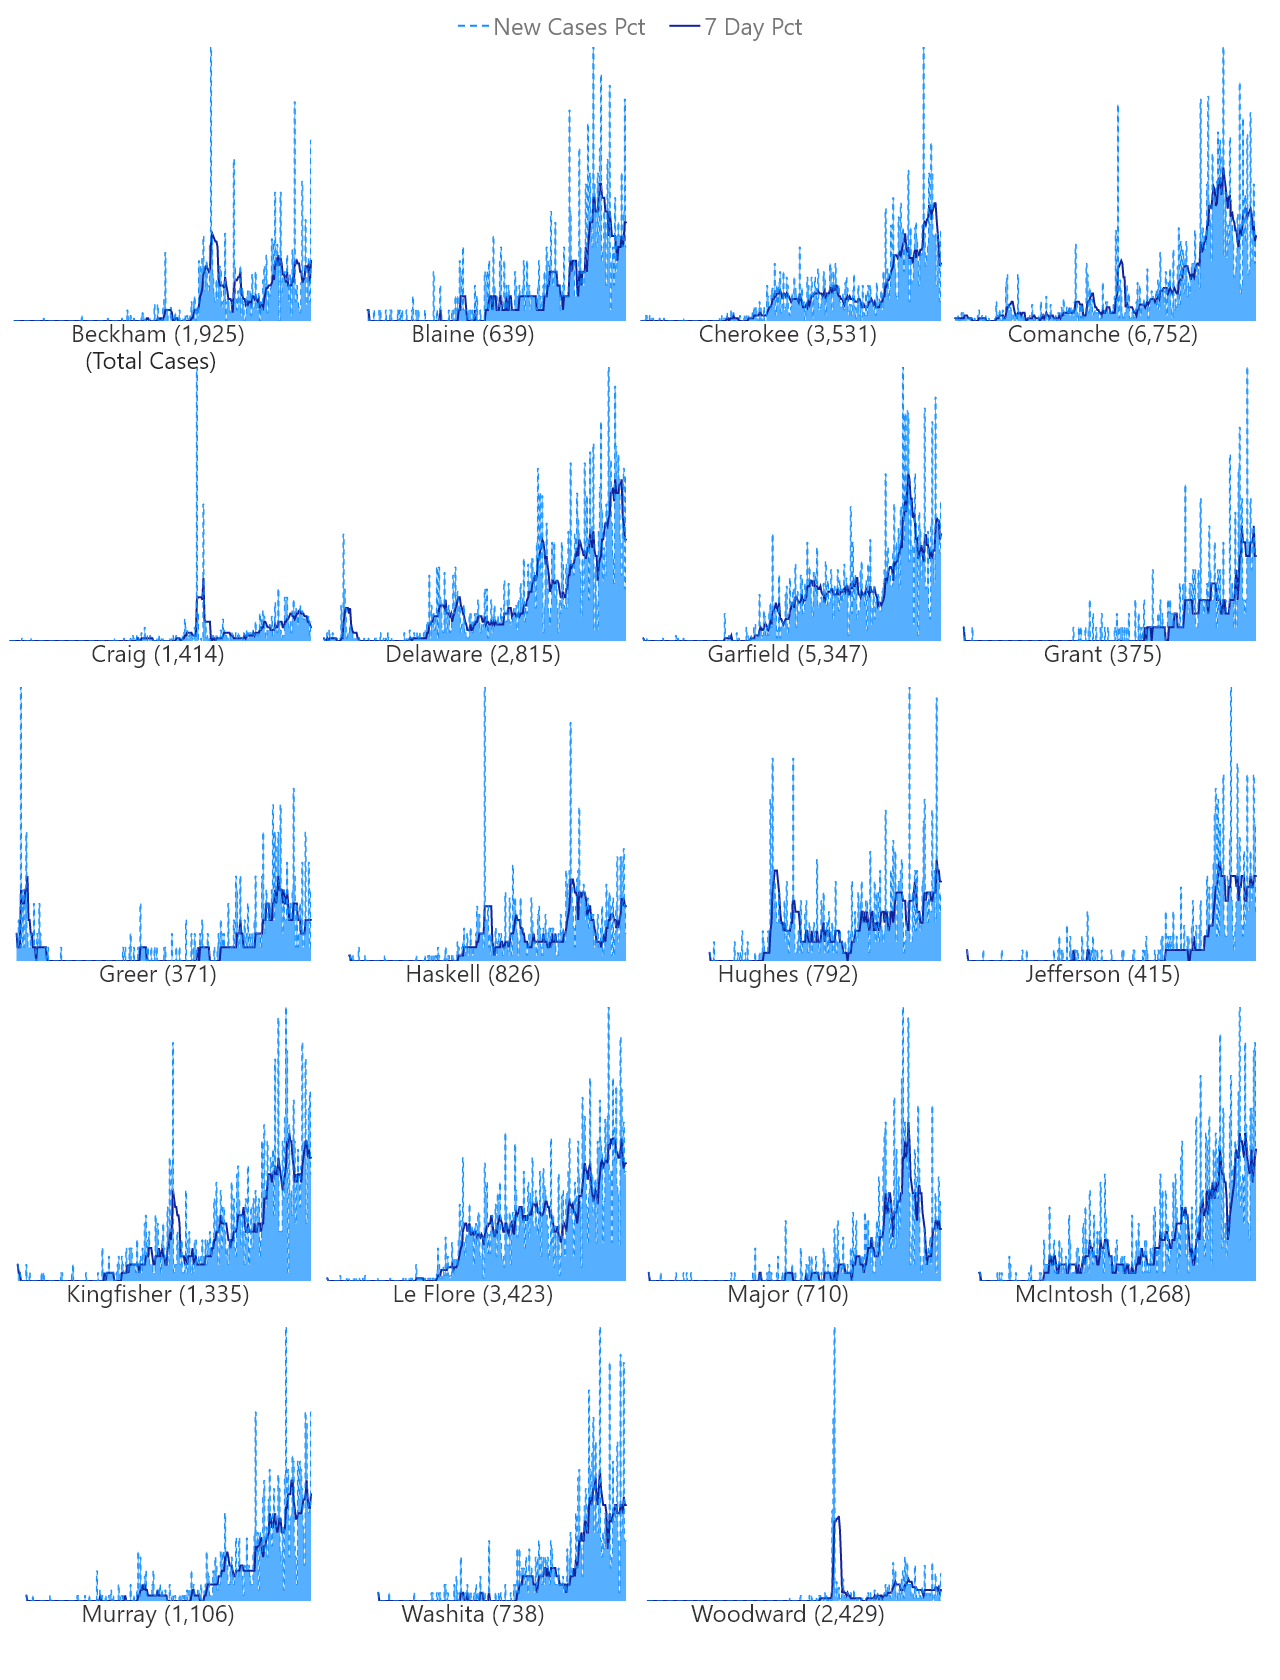 New Cases Pct 7 Day Pct
Beckham (1,925) Blaine (639) Cherokee (3,531) Comanche (6,752)
(Total Cases)
Craig (1,414) Delaware (2,815) Garfield (5,347) Grant (375)
Greer (371) Haskell (826) Hughes (792) Jefferson (415)
Kingfisher (1,335) Le Flore (3,423) Major (710) McIntosh (1,268)
Murray (1,106) Washita (738) Woodward (2,429)